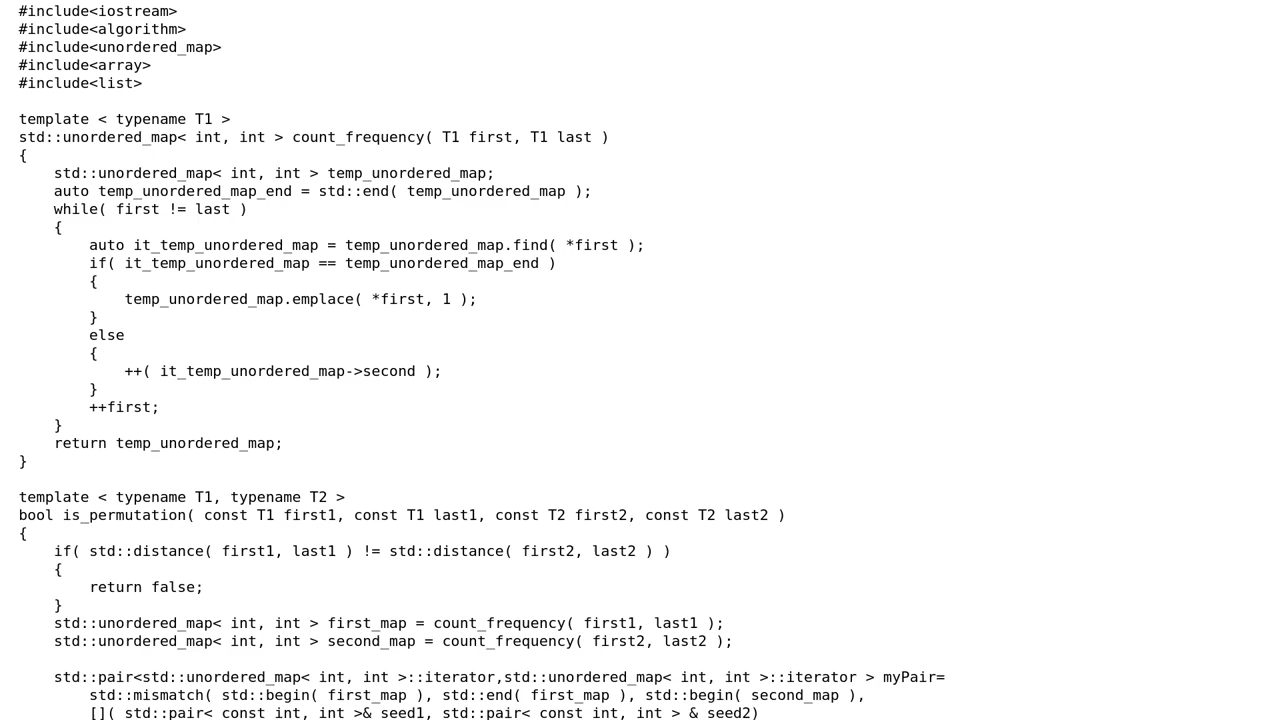 #include<iostream>
#include<algorithm>
#include<unordered_map>
#include<array>
#include<list>

template < typename T1 >
std::unordered_map< int, int > count_frequency( T1 first, T1 last )
{
    std::unordered_map< int, int > temp_unordered_map;
    auto temp_unordered_map_end = std::end( temp_unordered_map );
    while( first != last )
    {
        auto it_temp_unordered_map = temp_unordered_map.find( *first );
        if( it_temp_unordered_map == temp_unordered_map_end )
        {
            temp_unordered_map.emplace( *first, 1 );
        }
        else
        {
            ++( it_temp_unordered_map->second );
        }
        ++first;
    }
    return temp_unordered_map;
}

template < typename T1, typename T2 >
bool is_permutation( const T1 first1, const T1 last1, const T2 first2, const T2 last2 )
{
    if( std::distance( first1, last1 ) != std::distance( first2, last2 ) )
    {
        return false;
    }
    std::unordered_map< int, int > first_map = count_frequency( first1, last1 );
    std::unordered_map< int, int > second_map = count_frequency( first2, last2 );

    std::pair<std::unordered_map< int, int >::iterator,std::unordered_map< int, int >::iterator > myPair=
        std::mismatch( std::begin( first_map ), std::end( first_map ), std::begin( second_map ),
        []( std::pair< const int, int >& seed1, std::pair< const int, int > & seed2)